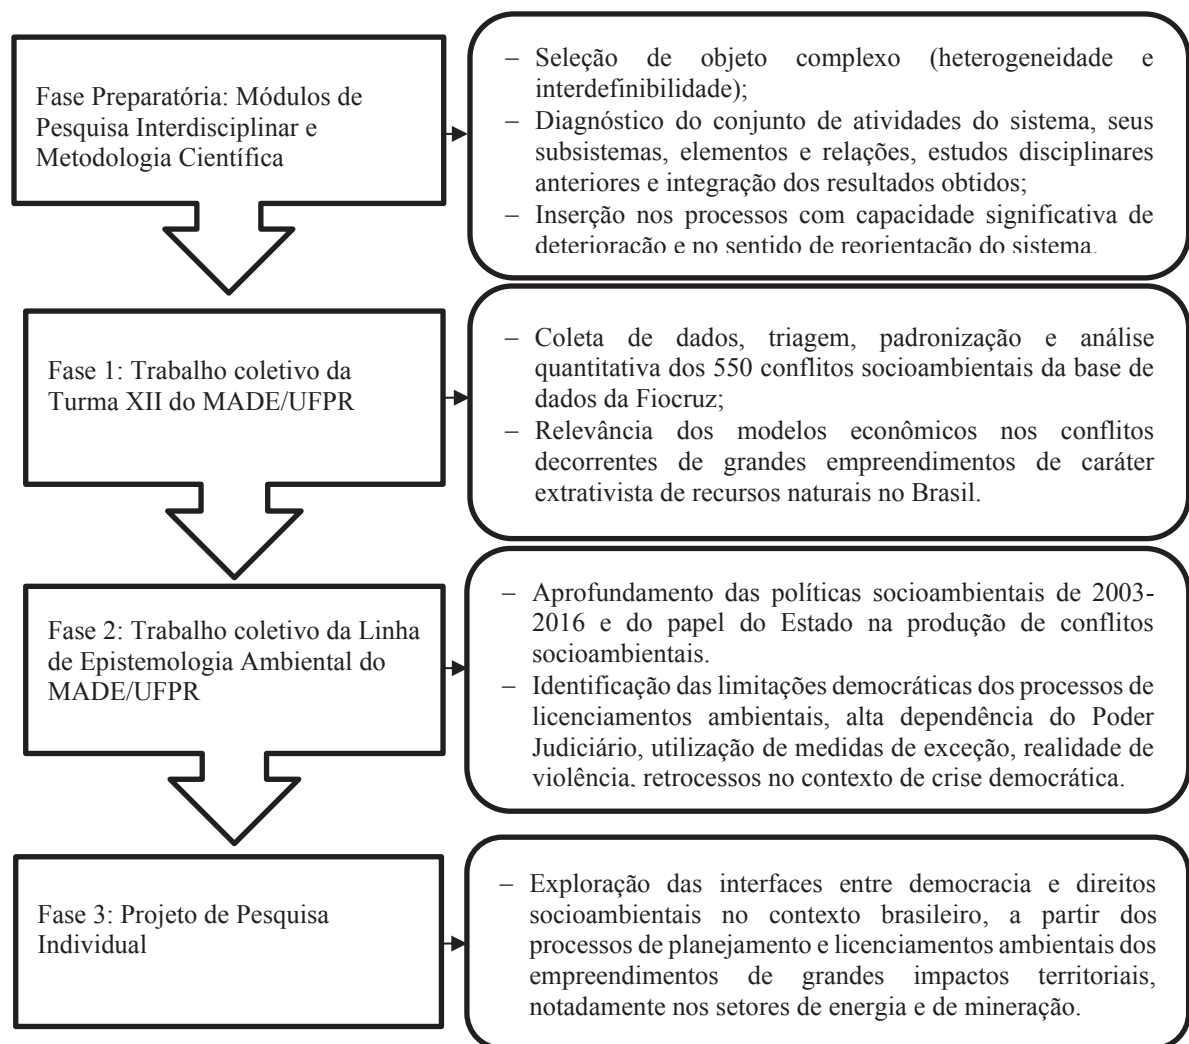 Fase Preparatória: Módulos de
Pesquisa Interdisciplinar e
Metodologia Científica
– Seleção de objeto complexo (heterogeneidade e
interdefinibilidade);
– Diagnóstico do conjunto de atividades do sistema, seus
subsistemas, elementos e relações, estudos disciplinares
anteriores e integração dos resultados obtidos;
– Inserção nos processos com capacidade significativa de
deterioração e no sentido de reorientação do sistema.
Fase 1: Trabalho coletivo da
Turma XII do MADE/UFPR
– Coleta de dados, triagem, padronização e análise
quantitativa dos 550 conflitos socioambientais da base de
dados da Fiocruz;
– Relevância dos modelos econômicos nos conflitos
decorrentes de grandes empreendimentos de caráter
extrativista de recursos naturais no Brasil.
Fase 2: Trabalho coletivo da Linha
de Epistemologia Ambiental do
MADE/UFPR
– Aprofundamento das políticas socioambientais de 2003-
2016 e do papel do Estado na produção de conflitos
socioambientais.
– Identificação das limitações democráticas dos processos de
licenciamentos ambientais, alta dependência do Poder
Judiciário, utilização de medidas de exceção, realidade de
violência, retrocessos no contexto de crise democrática.
Fase 3: Projeto de Pesquisa
Individual
– Exploração das interfaces entre democracia e direitos
socioambientais no contexto brasileiro, a partir dos
processos de planejamento e licenciamentos ambientais dos
empreendimentos de grandes impactos territoriais,
notadamente nos setores de energia e de mineração.